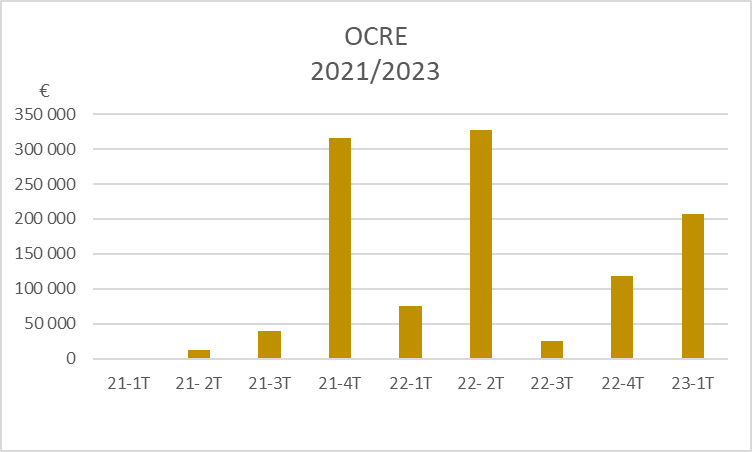 OCRE
2021/2023
€
350 000
300 000
250 000
200 000
150 000
100 000
50 000
0
21-1T
21- 2T
21-3T
21-4T
22-1T
22- 2T
22-3T
22-4T
23-1T